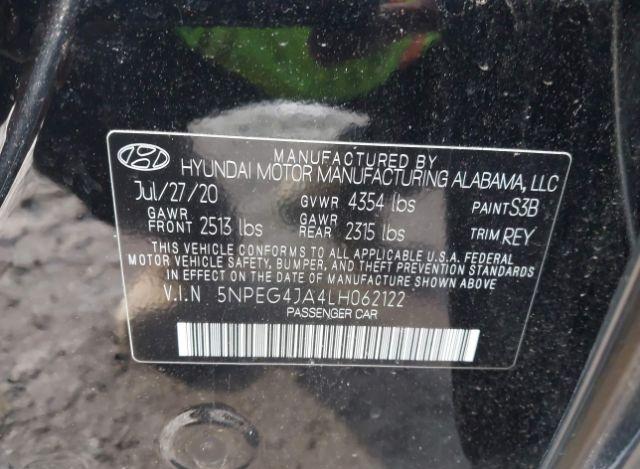 MANUFACTURED BY
HYUNDAI MOTOR MANUFACTURING ALABAMA, LLC
Jul/27/20 GVWR 4354 lbs PAINT S3B
GAWR FRONT 2513 lbs GAWR REAR 2315 lbs TRIM REY
THIS VEHICLE CONFORMS TO ALL APPLICABLE U.S.A. FEDERAL
MOTOR VEHICLE SAFETY, BUMPER, AND THEFT PREVENTION STANDARDS
IN EFFECT ON THE DATE OF MANUFACTURE SHOWN ABOVE.
V.I.N 5NPEG4JA4LH062122
PASSENGER CAR